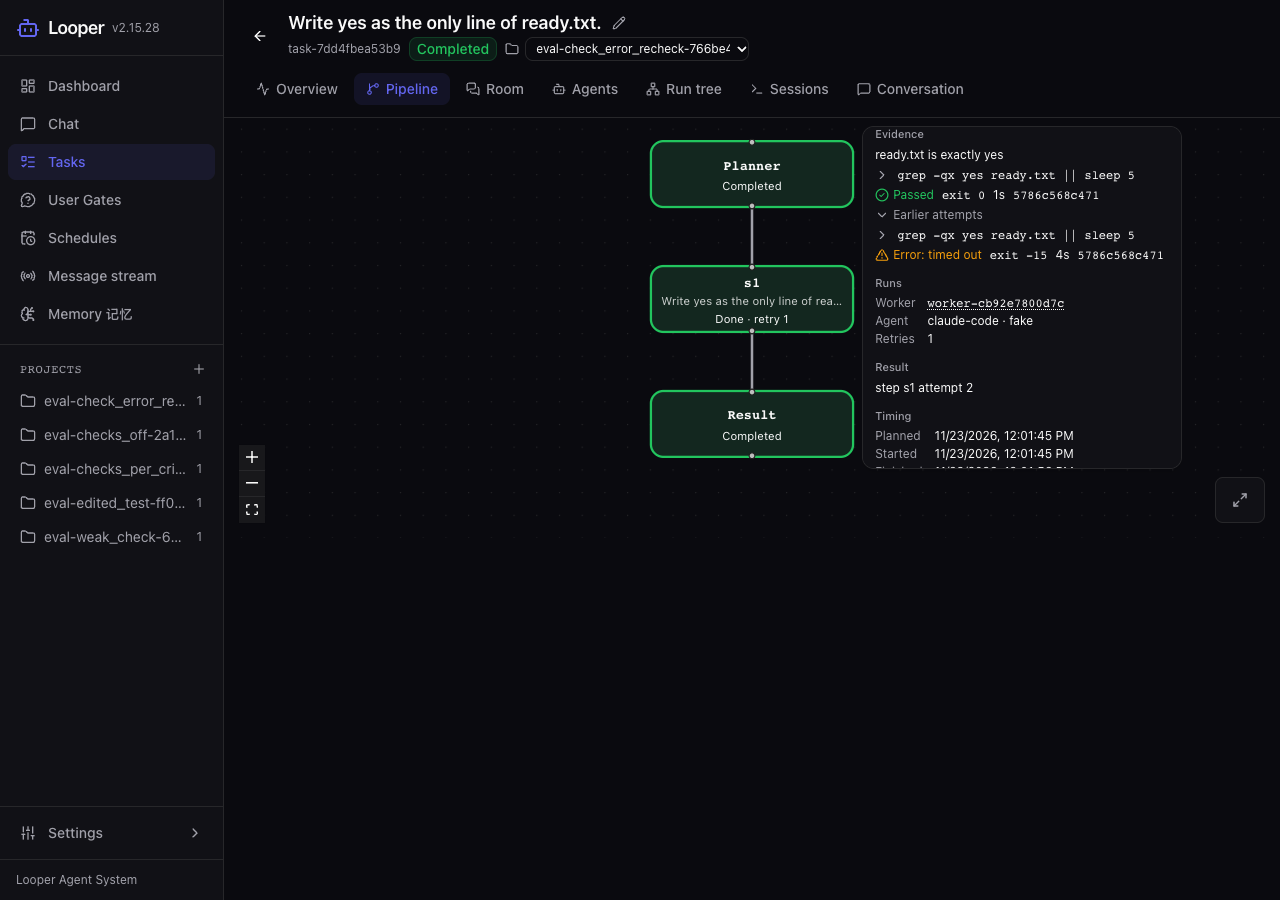 Looper v2.15.28
Dashboard
Chat
Tasks
User Gates
Schedules
Message stream
Memory 记忆
PROJECTS
eval-check_error_re... 1
eval-checks_off-2a1... 1
eval-checks_per_cri... 1
eval-edited_test-ff0... 1
eval-weak_check-6... 1
Settings
Looper Agent System
Write yes as the only line of ready.txt.
task-7dd4fbea53b9 Completed eval-check_error_recheck-766be4
Overview Pipeline Room Agents Run tree Sessions Conversation
Planner
Completed
s1
Write yes as the only line of rea...
Done · retry 1
Result
Completed
Evidence
ready.txt is exactly yes
grep -qx yes ready.txt || sleep 5
Passed exit 0 1s 5786c568c471
Earlier attempts
grep -qx yes ready.txt || sleep 5
Error: timed out exit -15 4s 5786c568c471
Runs
Worker worker-cb92e7800d7c
Agent claude-code · fake
Retries 1
Result
step s1 attempt 2
Timing
Planned 11/23/2026, 12:01:45 PM
Started 11/23/2026, 12:01:45 PM